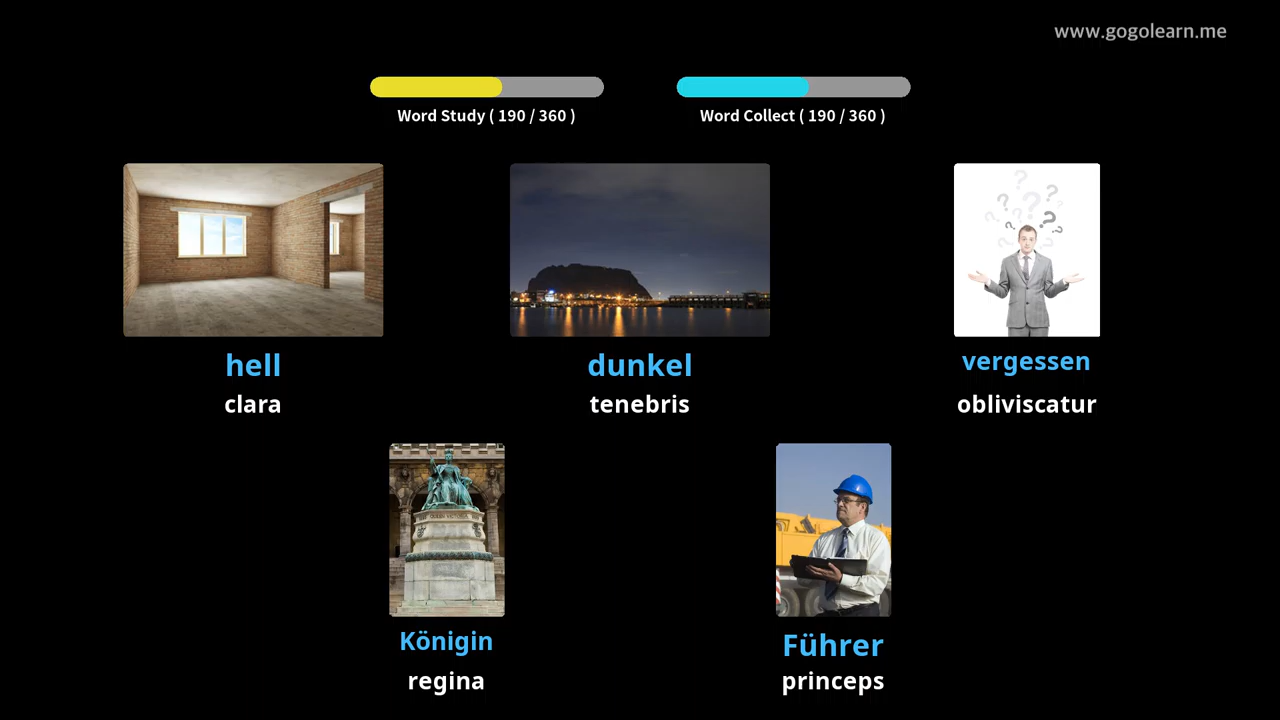 www.gogolearn.me
Word Study ( 190 / 360 )
Word Collect ( 190 / 360 )
hell
dunkel
vergessen
clara
tenebris
obliviscatur
Königin
Führer
regina
princeps